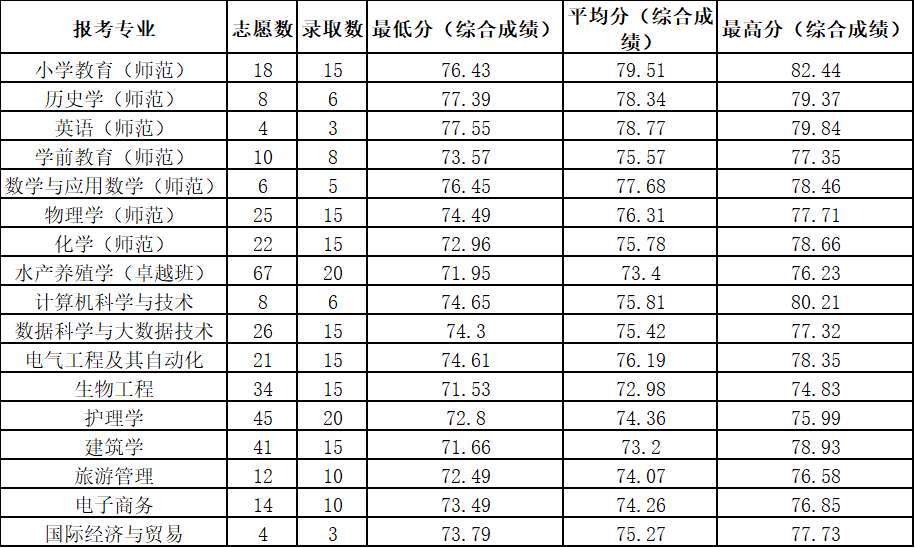 报考专业 志愿数 录取数 最低分（综合成绩） 平均分（综合成绩） 最高分（综合成绩）
小学教育（师范） 18 15 76.43 79.51 82.44
历史学（师范） 8 6 77.39 78.34 79.37
英语（师范） 4 3 77.55 78.77 79.84
学前教育（师范） 10 8 73.57 75.57 77.35
数学与应用数学（师范） 6 5 76.45 77.68 78.46
物理学（师范） 25 15 74.49 76.31 77.71
化学（师范） 22 15 72.96 75.78 78.66
水产养殖学（卓越班） 67 20 71.95 73.4 76.23
计算机科学与技术 8 6 74.65 75.81 80.21
数据科学与大数据技术 26 15 74.3 75.42 77.32
电气工程及其自动化 21 15 74.61 76.19 78.35
生物工程 34 15 71.53 72.98 74.83
护理学 45 20 72.8 74.36 75.99
建筑学 41 15 71.66 73.2 78.93
旅游管理 12 10 72.49 74.07 76.58
电子商务 14 10 73.49 74.26 76.85
国际经济与贸易 4 3 73.79 75.27 77.73